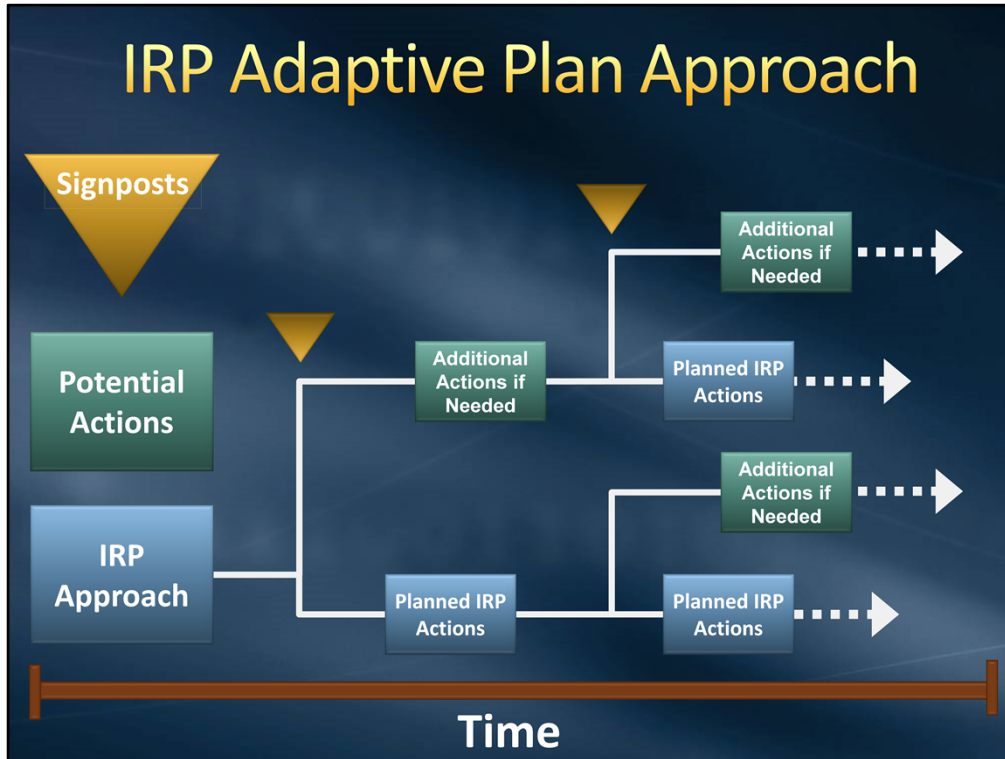 IRP Adaptive Plan Approach
Signposts
Potential
Actions
IRP
Approach
Additional
Actions if
Needed
Planned IRP
Actions
Additional
Actions if
Needed
Planned IRP
Actions
Additional
Actions if
Needed
Planned IRP
Actions
Time